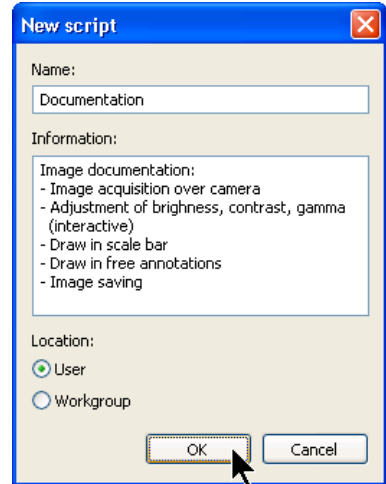 New script
Name:
Documentation
Information:
Image documentation:
- Image acquisition over camera
- Adjustment of brighness, contrast, gamma
(interactive)
- Draw in scale bar
- Draw in free annotations
- Image saving
Location:
User
Workgroup
OK
Cancel